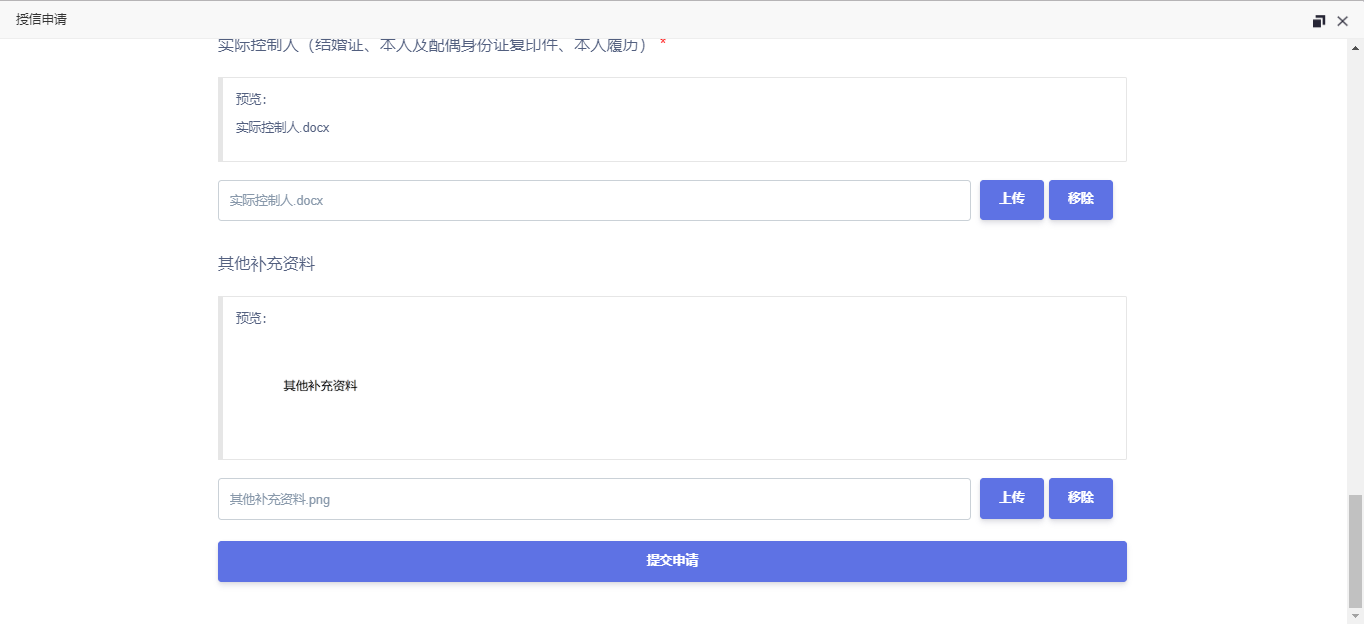 授信申请
实际控制人（结婚证、本人及配偶身份证复印件、本人履历） *
预览：
实际控制人.docx
实际控制人.docx
上传 移除
其他补充资料
预览：
其他补充资料
其他补充资料.png
上传 移除
提交申请